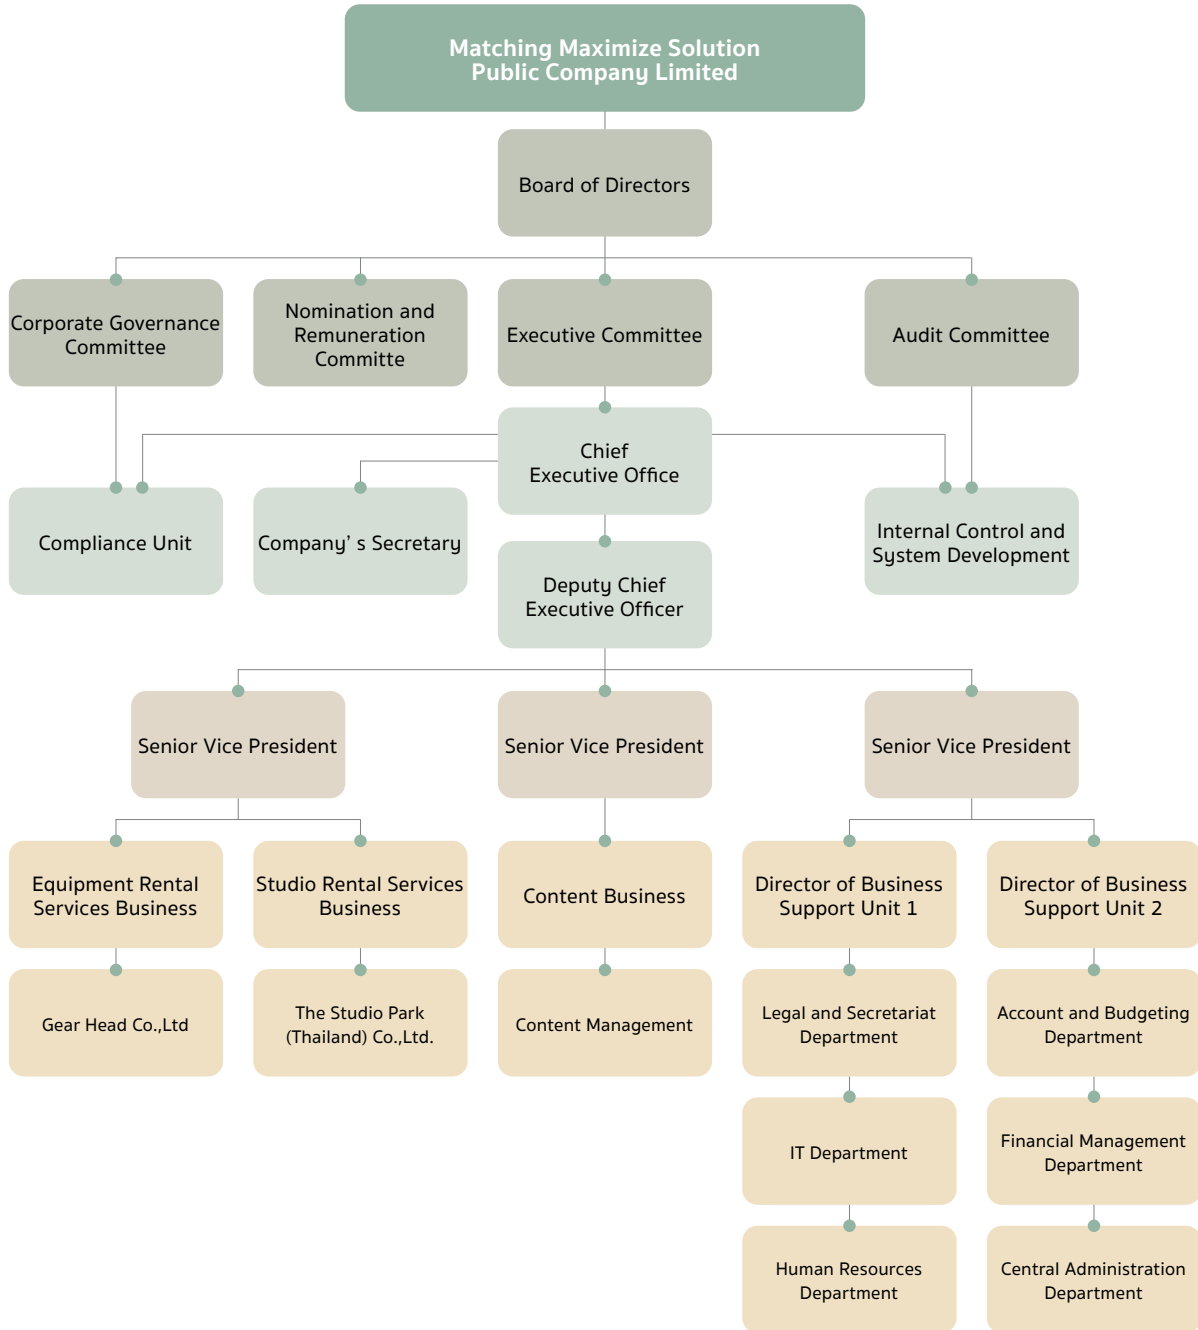 Matching Maximize Solution
Public Company Limited
Board of Directors
Corporate Governance
Committee
Nomination and
Remuneration
Committe
Executive Committee
Audit Committee
Chief
Executive Office
Compliance Unit
Company’ s Secretary
Internal Control and
System Development
Deputy Chief
Executive Officer
Senior Vice President
Senior Vice President
Senior Vice President
Equipment Rental
Services Business
Studio Rental Services
Business
Content Business
Director of Business
Support Unit 1
Director of Business
Support Unit 2
Gear Head Co.,Ltd
The Studio Park
(Thailand) Co.,Ltd.
Content Management
Legal and Secretariat
Department
Account and Budgeting
Department
IT Department
Financial Management
Department
Human Resources
Department
Central Administration
Department